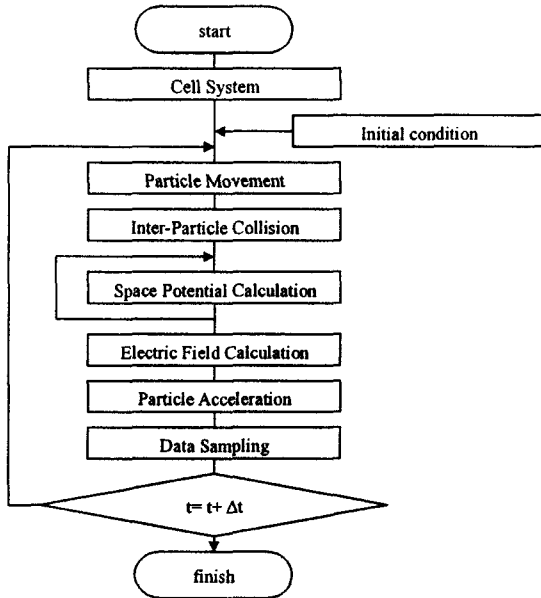 start
Cell System
Initial condition
Particle Movement
Inter-Particle Collision
Space Potential Calculation
Electric Field Calculation
Particle Acceleration
Data Sampling
t= t+ Δt
finish